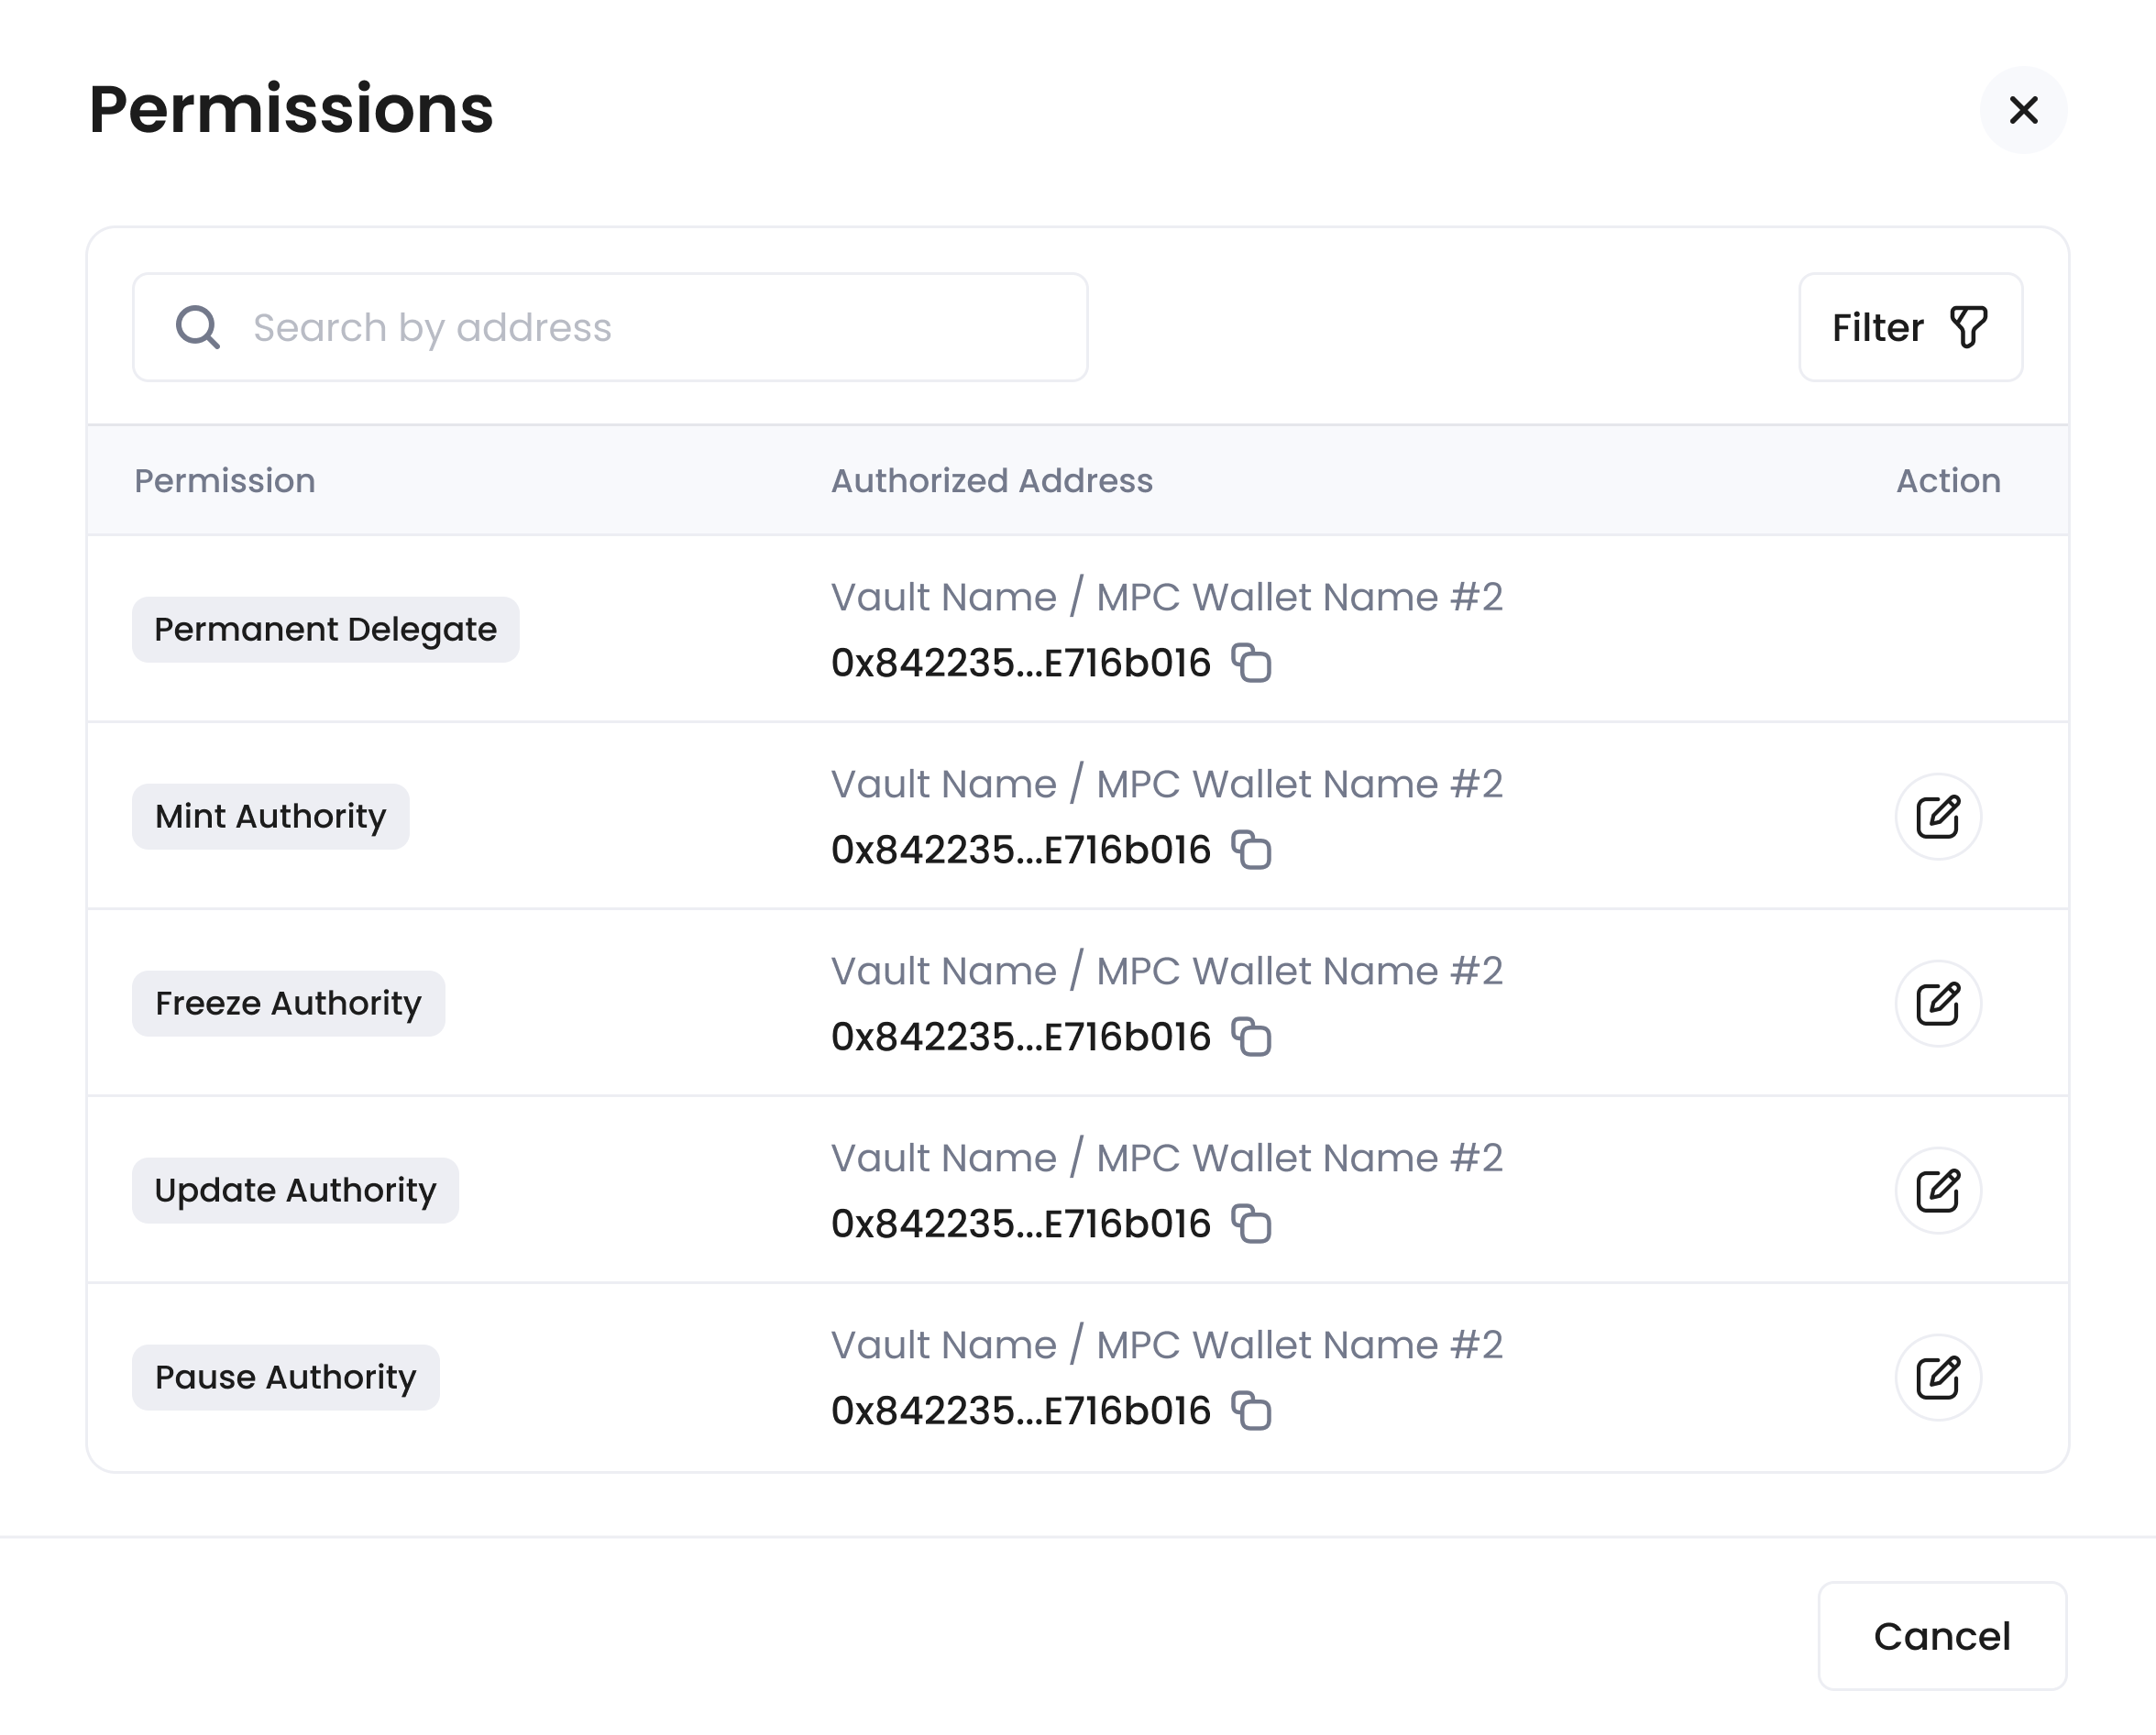 Permissions
Search by address
Filter
Permission Authorized Address Action
Permanent Delegate
Vault Name / MPC Wallet Name #2
0x842235...E716b016
Mint Authority
Vault Name / MPC Wallet Name #2
0x842235...E716b016
Freeze Authority
Vault Name / MPC Wallet Name #2
0x842235...E716b016
Update Authority
Vault Name / MPC Wallet Name #2
0x842235...E716b016
Pause Authority
Vault Name / MPC Wallet Name #2
0x842235...E716b016
Cancel